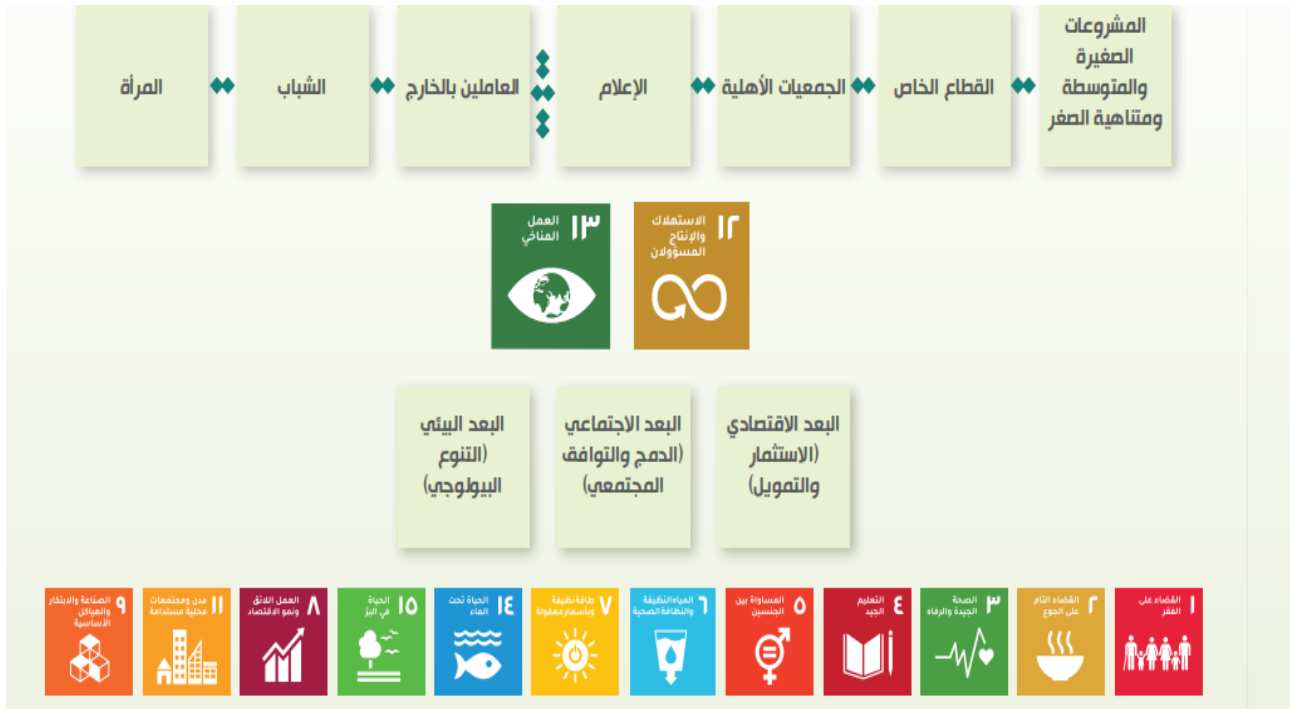 المشروعات
الصغيرة
والمتوسطة
ومتناهية الصغر
القطاع الخاص
الجمعيات الأهلية
الإعلام
العاملين بالخارج
الشباب
المرأة
١٢ الاستهلاك
والإنتاج
المسؤولان
١٣ العمل
المناخي
البعد الاقتصادي
(الاستثمار
والتمويل)
البعد الاجتماعي
(الدمج والتوافق
المجتمعي)
البعد البيئي
(التنوع
البيولوجي)
١ القضاء على
الفقر
٢ القضاء التام
على الجوع
٣ الصحة
الجيدة والرفاه
٤ التعليم
الجيد
٥ المساواة بين
الجنسين
٦ المياه النظيفة
والنظافة الصحية
٧ طاقة نظيفة
وبأسعار معقولة
١٤ الحياة تحت
الماء
١٥ الحياة
في البر
٨ العمل اللائق
ونمو الاقتصاد
١١ مدن ومجتمعات
محلية مستدامة
٩ الصناعة والابتكار
والهياكل
الأساسية